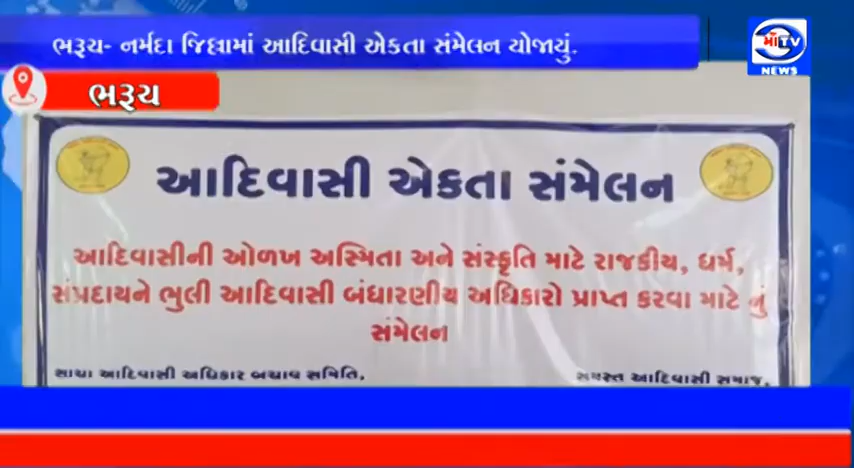 ભરૂચ- નર્મદા જિલ્લામાં આદિવાસી એકતા સંમેલન યોજાયું.
માઁ TV
NEWS
ભરૂચ
આદિવાસી એકતા સંમેલન
આદિવાસીની ઓળખ અસ્મિતા અને સંસ્કૃતિ માટે રાજકીય, ધર્મ,
સંપ્રદાયને ભુલી આદિવાસી બંધારણીય અધિકારો પ્રાપ્ત કરવા માટે નું
સંમેલન
સાચા આદિવાસી અધિકાર બચાવ સમિતિ,
સમસ્ત આદિવાસી સમાજ,